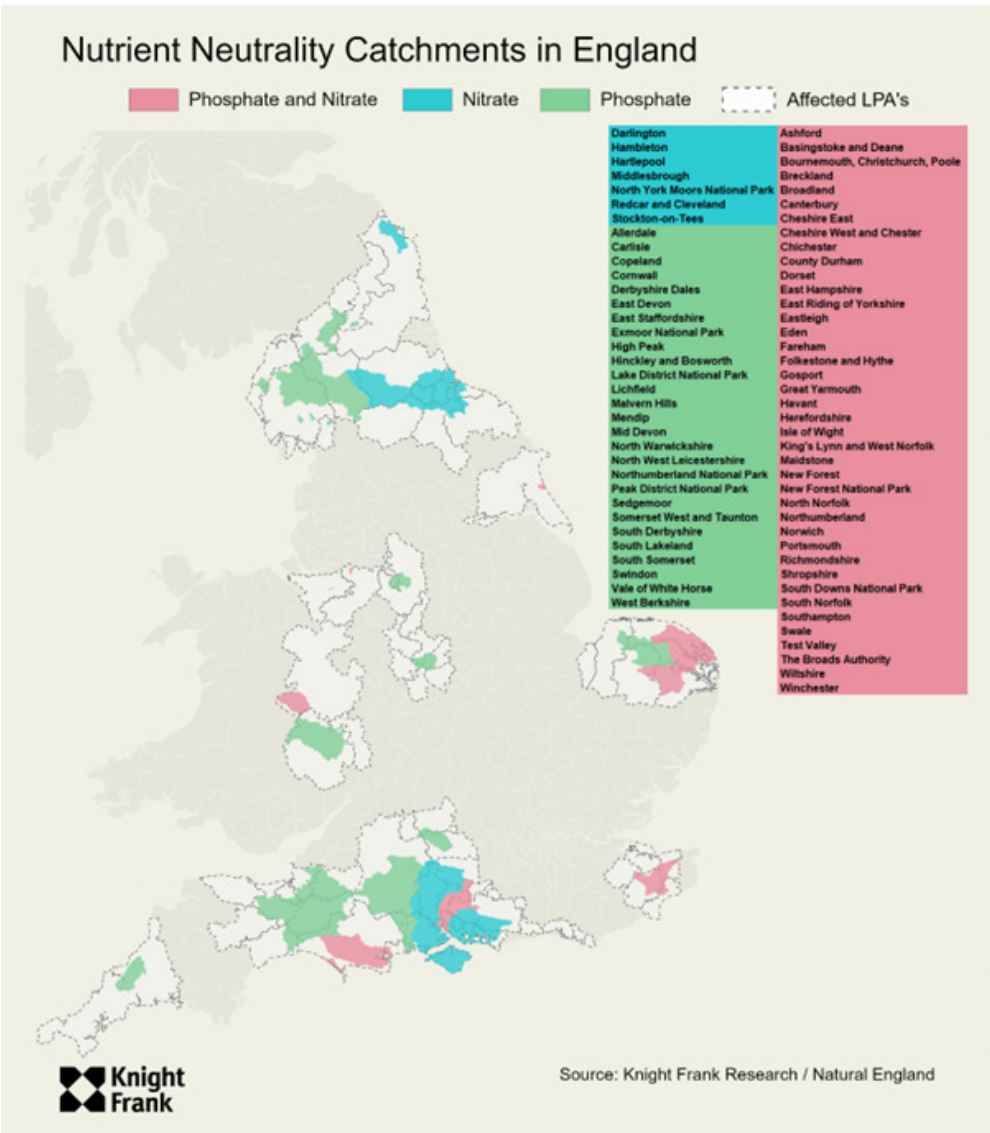 Nutrient Neutrality Catchments in England
Phosphate and Nitrate
Nitrate
Phosphate
Affected LPA's
Darlington
Hambleton
Hartlepool
Middlesbrough
North York Moors National Park
Redcar and Cleveland
Stockton-on-Tees
Allerdale
Carlisle
Copeland
Cornwall
Derbyshire Dales
East Devon
East Staffordshire
Exmoor National Park
High Peak
Hinckley and Bosworth
Lake District National Park
Lichfield
Malvern Hills
Mendip
Mid Devon
North Warwickshire
North West Leicestershire
Northumberland National Park
Peak District National Park
Sedgemoor
Somerset West and Taunton
South Derbyshire
South Lakeland
South Somerset
Swindon
Vale of White Horse
West Berkshire
Ashford
Basingstoke and Deane
Bournemouth, Christchurch, Poole
Breckland
Broadland
Canterbury
Cheshire East
Cheshire West and Chester
Chichester
County Durham
Dorset
East Hampshire
East Riding of Yorkshire
Eastleigh
Eden
Fareham
Folkestone and Hythe
Gosport
Great Yarmouth
Havant
Herefordshire
Isle of Wight
King's Lynn and West Norfolk
Maidstone
New Forest
New Forest National Park
North Norfolk
Northumberland
Norwich
Portsmouth
Richmondshire
Shropshire
South Downs National Park
South Norfolk
Southampton
Swale
Test Valley
The Broads Authority
Wiltshire
Winchester
Knight
Frank
Source: Knight Frank Research / Natural England